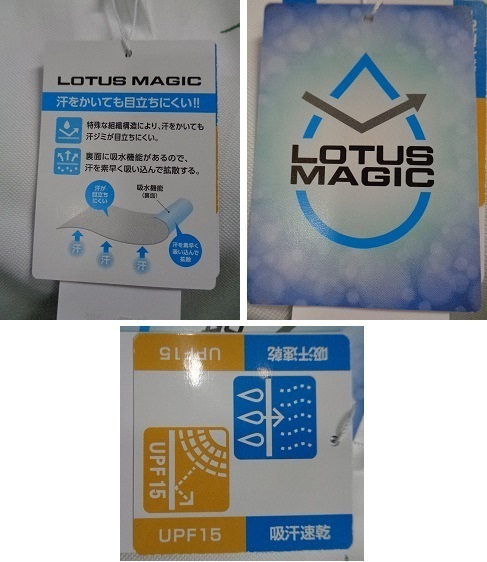 LOTUS MAGIC
汗をかいても目立ちにくい!!
特殊な組織構造により、汗をかいても
汗ジミが目立ちにくい。
裏面に吸水機能があるので、
汗を素早く吸い込んで拡散する。
汗が
目立ち
にくい
吸水機能
(裏面)
汗を素早く
吸い込んで
拡散
汗
汗
汗
LOTUS
MAGIC
UPF15
吸汗速乾
UPF 15
UPF15
吸汗速乾